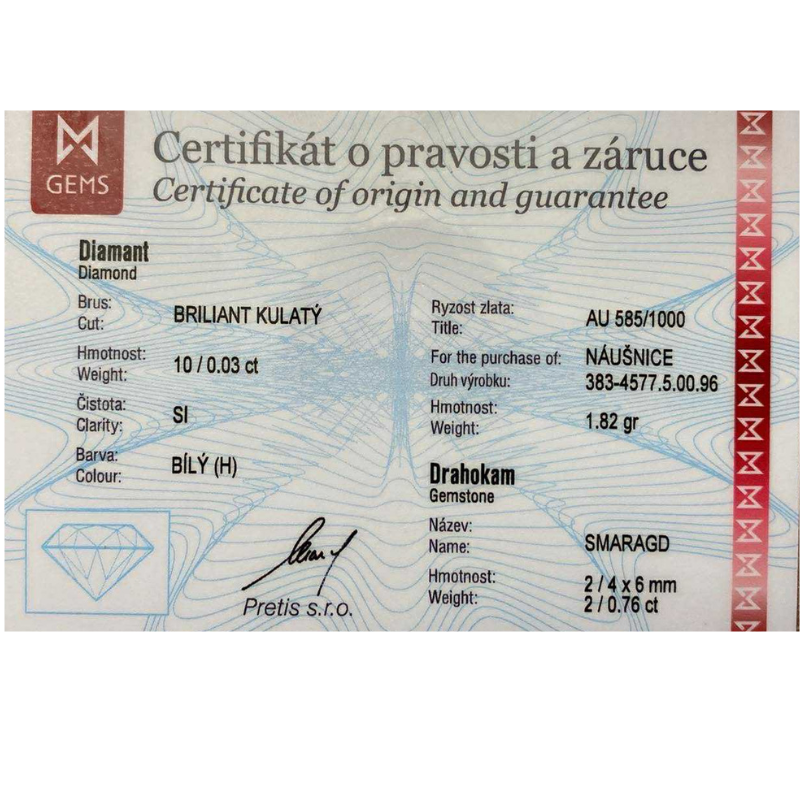 GEMS
Certifikát o pravosti a záruce
Certificate of origin and guarantee
Diamant
Diamond
Brus:
Cut:
BRILIANT KULATÝ
Hmotnost:
Weight:
10 / 0.03 ct
Čistota:
Clarity:
SI
Barva:
Colour:
BÍLÝ (H)
Pretis s.r.o.
Ryzost zlata:
Title:
AU 585/1000
For the purchase of:
Druh výrobku:
NÁUŠNICE
383-4577.5.00.96
Hmotnost:
Weight:
1.82 gr
Drahokam
Gemstone
Název:
Name:
SMARAGD
Hmotnost:
Weight:
2 / 4 x 6 mm
2 / 0.76 ct